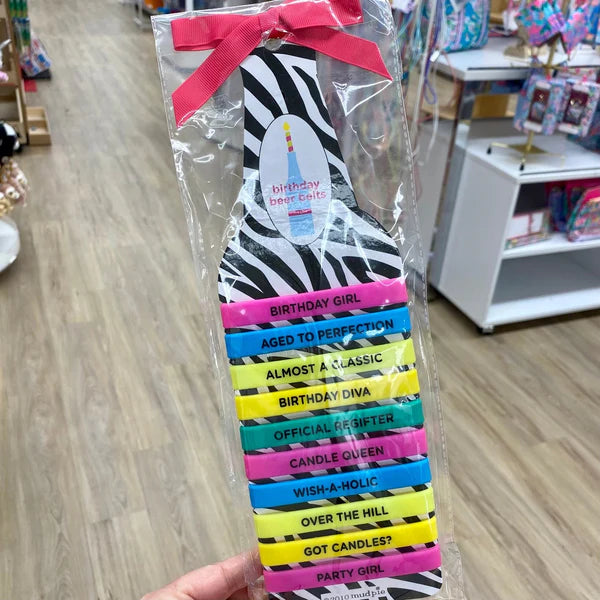 birthday
beer belts
BIRTHDAY GIRL
AGED TO PERFECTION
ALMOST A CLASSIC
BIRTHDAY DIVA
OFFICIAL REGIFTER
CANDLE QUEEN
WISH-A-HOLIC
OVER THE HILL
GOT CANDLES?
PARTY GIRL
©2010 mud pie